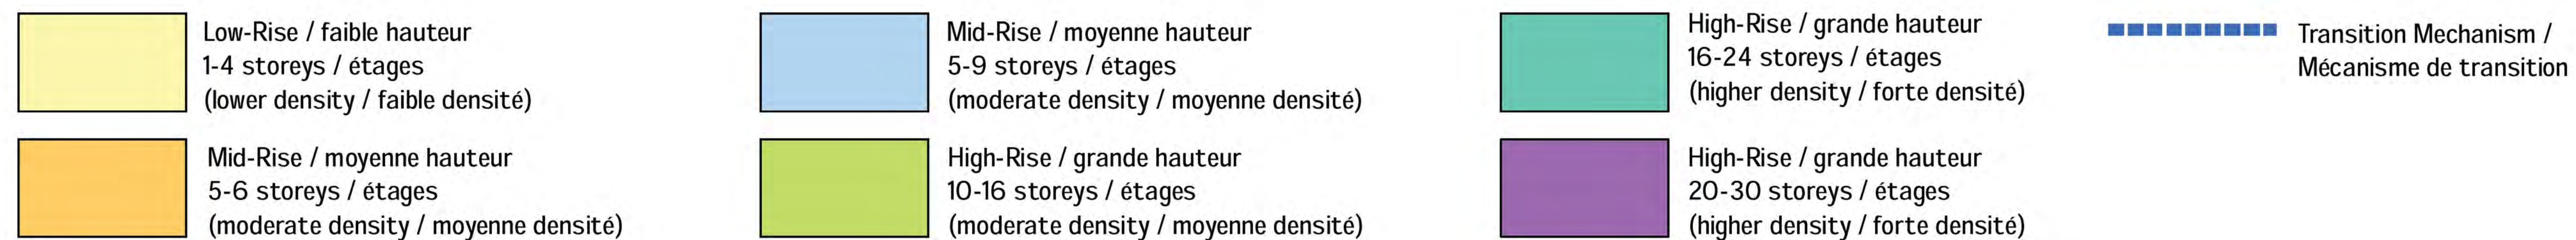 Low-Rise / faible hauteur
1-4 storeys / étages
(lower density / faible densité)
Mid-Rise / moyenne hauteur
5-6 storeys / étages
(moderate density / moyenne densité)
Mid-Rise / moyenne hauteur
5-9 storeys / étages
(moderate density / moyenne densité)
High-Rise / grande hauteur
10-16 storeys / étages
(moderate density / moyenne densité)
High-Rise / grande hauteur
16-24 storeys / étages
(higher density / forte densité)
High-Rise / grande hauteur
20-30 storeys / étages
(higher density / forte densité)
Transition Mechanism /
Mécanisme de transition